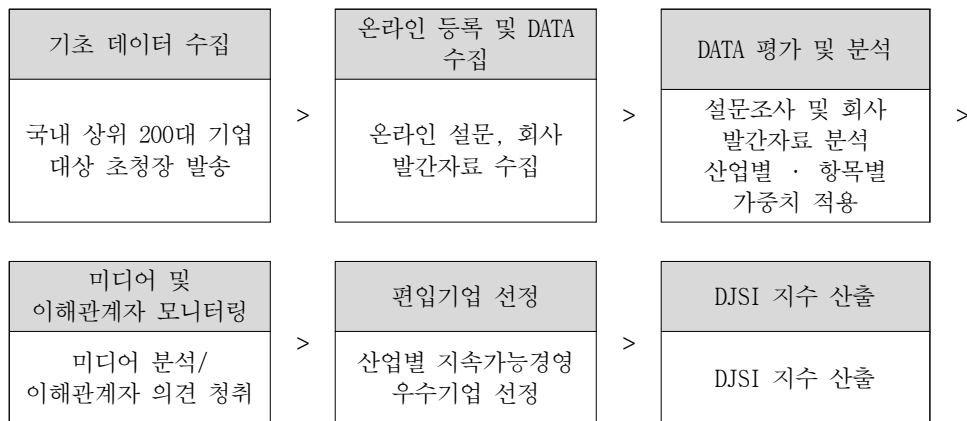 기초 데이터 수집
국내 상위 200대 기업
대상 초청장 발송
>
온라인 등록 및 DATA
수집
온라인 설문, 회사
발간자료 수집
>
DATA 평가 및 분석
설문조사 및 회사
발간자료 분석
산업별 · 항목별
가중치 적용
>
미디어 및
이해관계자 모니터링
미디어 분석/
이해관계자 의견 청취
>
편입기업 선정
산업별 지속가능경영
우수기업 선정
>
DJSI 지수 산출
DJSI 지수 산출